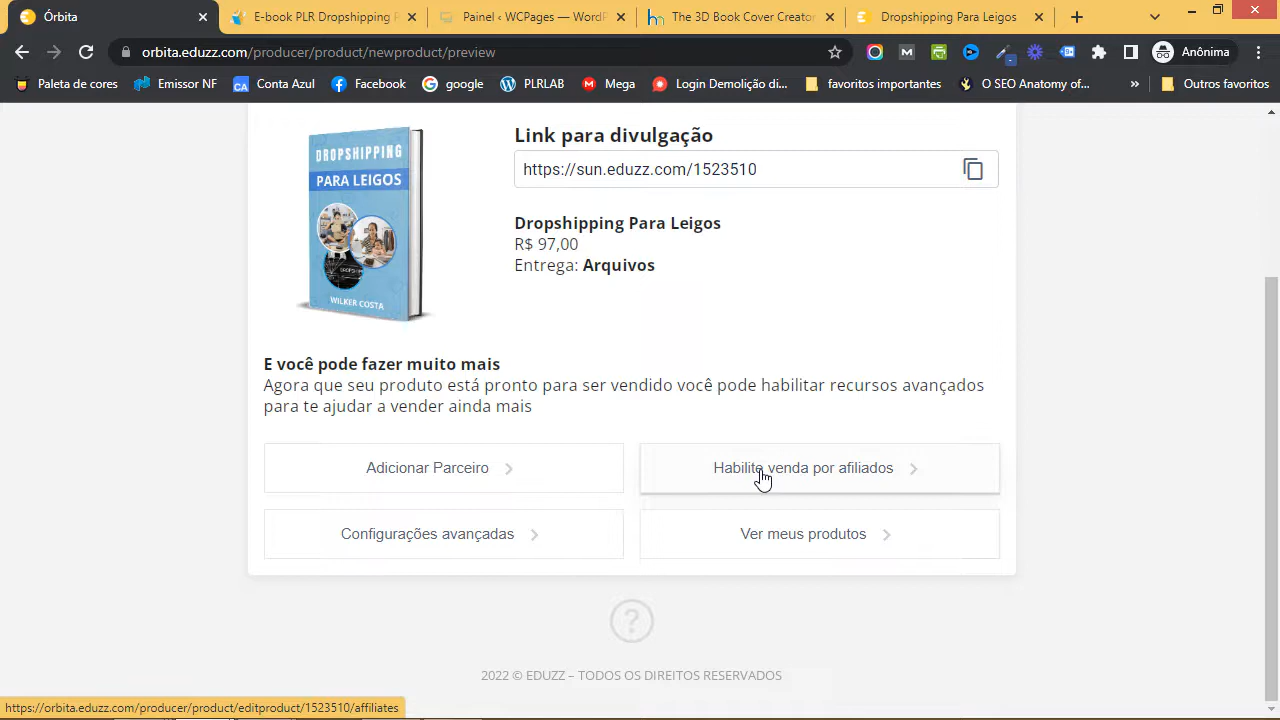 Órbita
E-book PLR Dropshipping P
Painel ‹ WCPages — WordP
The 3D Book Cover Creator
Dropshipping Para Leigos
orbita.eduzz.com/producer/product/newproduct/preview
Anônima
Paleta de cores
Emissor NF
CA
Conta Azul
Facebook
google
PLRLAB
Mega
Login Demolição di...
favoritos importantes
O SEO Anatomy of...
Outros favoritos
DROPSHIPPING
PARA LEIGOS
WILKER COSTA
Link para divulgação
https://sun.eduzz.com/1523510
Dropshipping Para Leigos
R$ 97,00
Entrega: Arquivos
E você pode fazer muito mais
Agora que seu produto está pronto para ser vendido você pode habilitar recursos avançados
para te ajudar a vender ainda mais
Adicionar Parceiro
Habilite venda por afiliados
Configurações avançadas
Ver meus produtos
2022 © EDUZZ – TODOS OS DIREITOS RESERVADOS
https://orbita.eduzz.com/producer/product/editproduct/1523510/affiliates